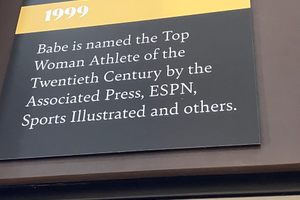 1999
Babe is named the Top
Woman Athlete of the
Twentieth Century by the
Associated Press, ESPN,
Sports Illustrated and others.